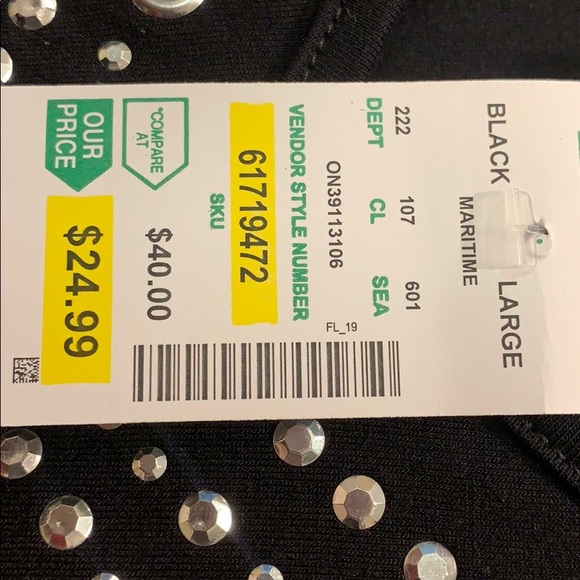 BLACK LARGE
MARITIME
222 107 601
DEPT CL SEA
ON39113106
VENDOR STYLE NUMBER
FL_19
61719472
SKU
*COMPARE
AT
$40.00
OUR
PRICE
$24.99